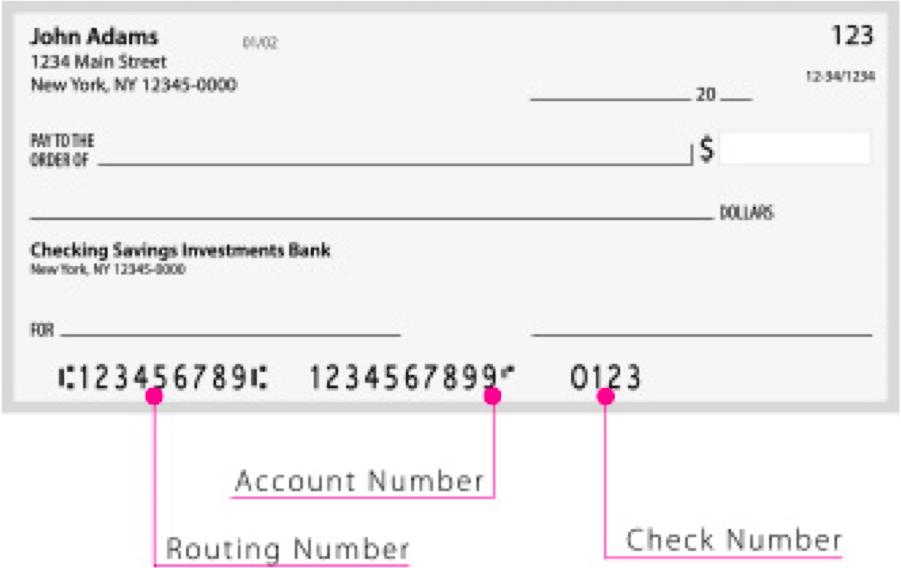 John Adams 01/02 123
1234 Main Street
New York, NY 12345-0000 12-34/1234
20
PAY TO THE
ORDER OF $
DOLLARS
Checking Savings Investments Bank
New York, NY 12345-0000
FOR
⑆123456789⑆ 1234567899⑈ 0123
Account Number
Routing Number Check Number